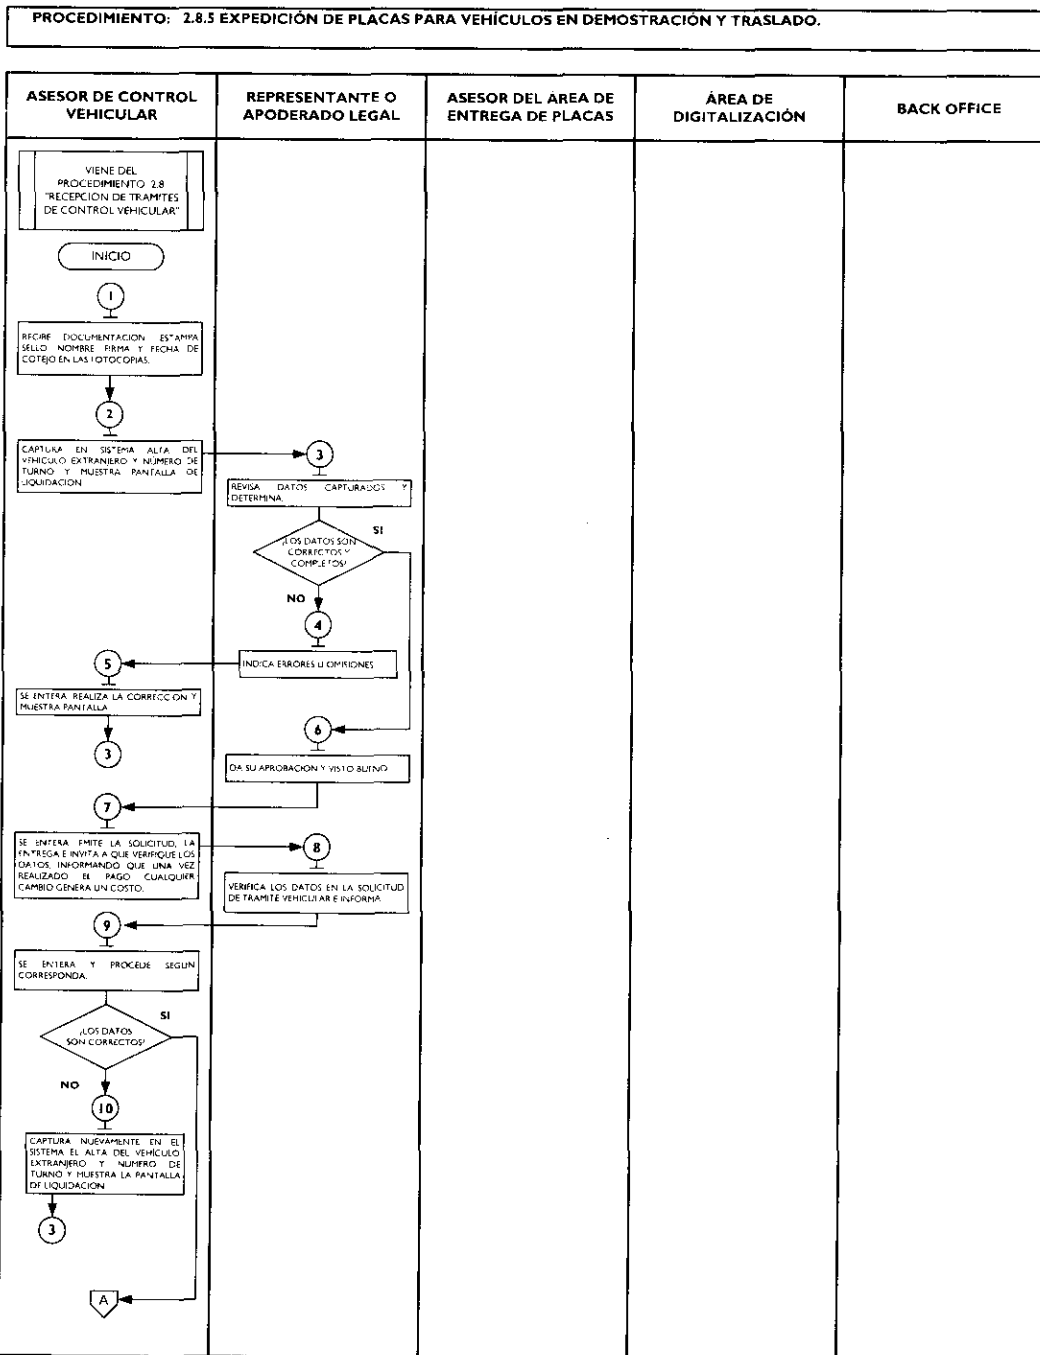 PROCEDIMIENTO: 2.8.5 EXPEDICIÓN DE PLACAS PARA VEHÍCULOS EN DEMOSTRACIÓN Y TRASLADO.
ASESOR DE CONTROL
VEHICULAR
REPRESENTANTE O
APODERADO LEGAL
ASESOR DEL ÁREA DE
ENTREGA DE PLACAS
ÁREA DE
DIGITALIZACIÓN
BACK OFFICE
VIENE DEL
PROCEDIMIENTO 2.8
"RECEPCION DE TRAMITES
DE CONTROL VEHICULAR"
INICIO
1
RECIBE DOCUMENTACION ESTAMPA
SELLO NOMBRE FIRMA Y FECHA DE
COTEJO EN LAS FOTOCOPIAS.
2
CAPTURA EN SISTEMA ALTA DEL
VEHICULO EXTRANJERO Y NÚMERO DE
TURNO Y MUESTRA PANTALLA DE
LIQUIDACION
3
REVISA DATOS CAPTURADOS Y
DETERMINA.
¿LOS DATOS SON
CORRECTOS Y
COMPLETOS?
SI
NO
4
INDICA ERRORES U OMISIONES
5
SE ENTERA REALIZA LA CORRECCION Y
MUESTRA PANTALLA
3
6
DA SU APROBACION Y VISTO BUENO
7
SE ENTERA EMITE LA SOLICITUD, LA
ENTREGA E INVITA A QUE VERIFIQUE LOS
DATOS, INFORMANDO QUE UNA VEZ
REALIZADO EL PAGO CUALQUIER
CAMBIO GENERA UN COSTO.
8
VERIFICA LOS DATOS EN LA SOLICITUD
DE TRAMITE VEHICULAR E INFORMA
9
SE ENTERA Y PROCEDE SEGUN
CORRESPONDA.
¿LOS DATOS
SON CORRECTOS?
SI
NO
10
CAPTURA NUEVAMENTE EN EL
SISTEMA EL ALTA DEL VEHÍCULO
EXTRANJERO Y NUMERO DE
TURNO Y MUESTRA LA PANTALLA
DE LIQUIDACION
3
A